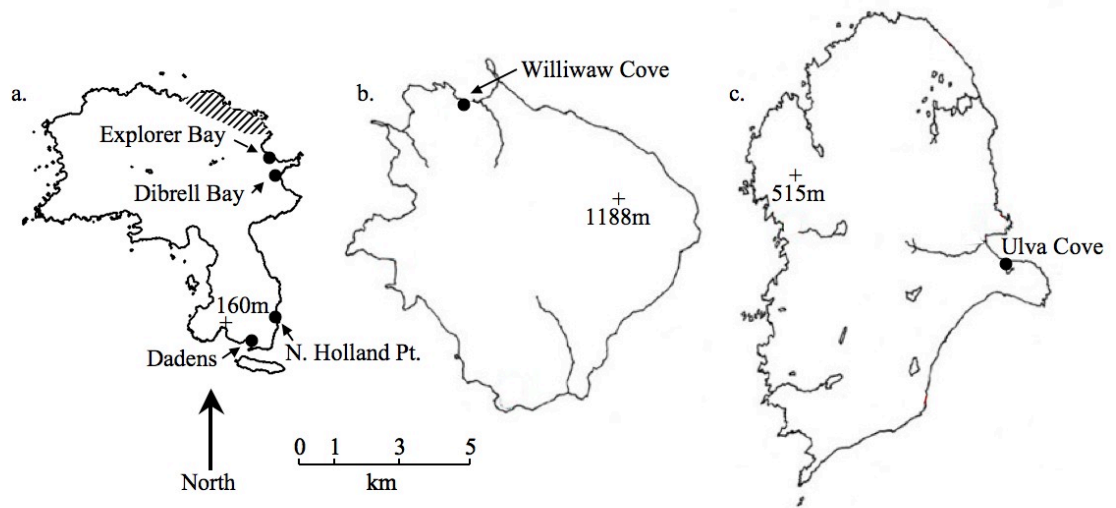 a.
Explorer Bay
Dibrell Bay
160m
Dadens
N. Holland Pt.
b.
Williwaw Cove
1188m
c.
515m
Ulva Cove
North
0 1 3 5
km